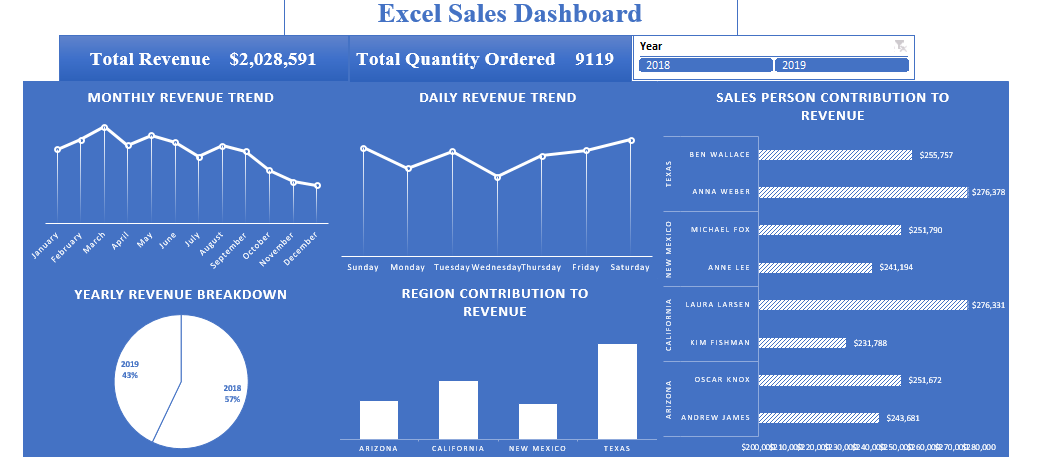 Excel Sales Dashboard
Total Revenue $2,028,591
Total Quantity Ordered 9119
Year
2018 2019
MONTHLY REVENUE TREND
January February March April May June July August September October November December
DAILY REVENUE TREND
Sunday Monday Tuesday Wednesday Thursday Friday Saturday
YEARLY REVENUE BREAKDOWN
2019
43%
2018
57%
REGION CONTRIBUTION TO
REVENUE
ARIZONA CALIFORNIA NEW MEXICO TEXAS
SALES PERSON CONTRIBUTION TO
REVENUE
TEXAS
BEN WALLACE $255,757
ANNA WEBER $276,378
NEW MEXICO
MICHAEL FOX $251,790
ANNE LEE $241,194
CALIFORNIA
LAURA LARSEN $276,331
KIM FISHMAN $231,788
ARIZONA
OSCAR KNOX $251,672
ANDREW JAMES $243,681
$200,000 $210,000 $220,000 $230,000 $240,000 $250,000 $260,000 $270,000 $280,000